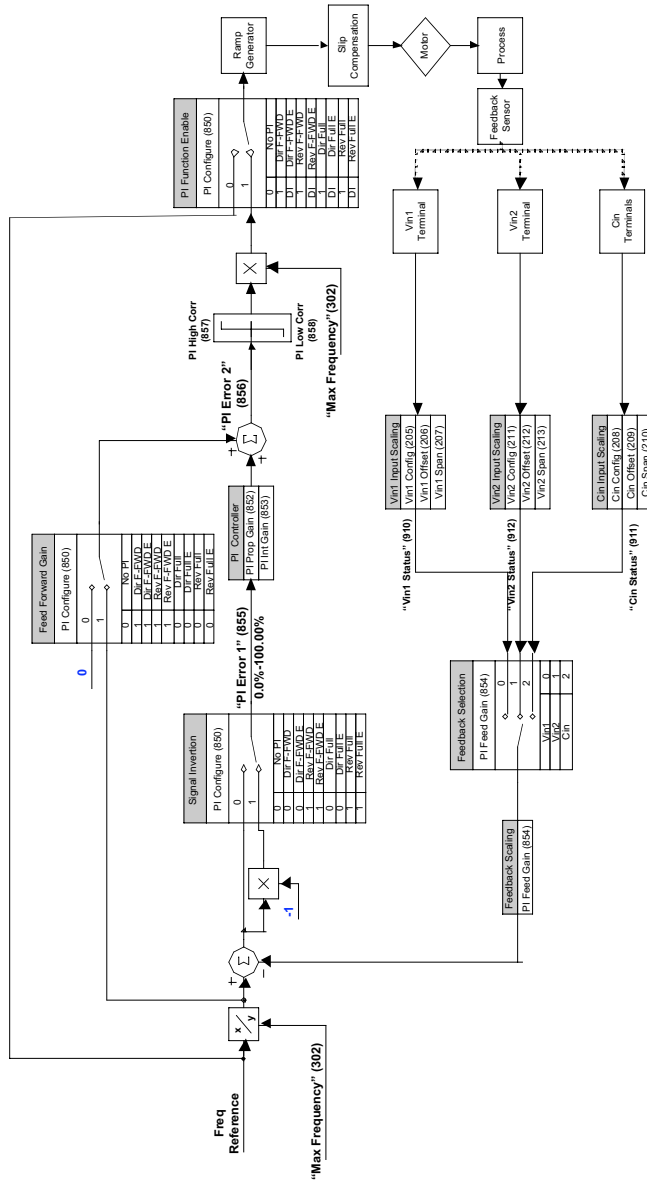 Freq
Reference
"Max Frequency" (302)
x/y
+
Σ
-
0
Feed Forward Gain
PI Configure (850)
0
1
0 No PI
1 Dir F-FWD
1 Dir F-FWD E
1 Rev F-FWD
1 Rev F-FWD E
0 Dir Full
0 Dir Full E
0 Rev Full
0 Rev Full E
X
-1
Signal Invertion
PI Configure (850)
0
1
0 No PI
0 Dir F-FWD
0 Dir F-FWD E
1 Rev F-FWD
1 Rev F-FWD E
0 Dir Full
0 Dir Full E
1 Rev Full
1 Rev Full E
"PI Error 1" (855)
0.0%-100.00%
PI Controller
PI Prop Gain (852)
PI Int Gain (853)
+
+
Σ
"PI Error 2"
(856)
PI High Corr
(857)
PI Low Corr
(858)
X
"Max Frequency"(302)
PI Function Enable
PI Configure (850)
0
1
0 No PI
1 Dir F-FWD
DI Dir F-FWD E
1 Rev F-FWD
DI Rev F-FWD E
1 Dir Full
DI Dir Full E
1 Rev Full
DI Rev Full E
Ramp
Generator
Slip
Compensation
Motor
Process
Feedback
Sensor
Vin1
Terminal
Vin2
Terminal
Cin
Terminals
Vin1 Input Scaling
Vin1 Config (205)
Vin1 Offset (206)
Vin1 Span (207)
"Vin1 Status" (910)
Vin2 Input Scaling
Vin2 Config (211)
Vin2 Offset (212)
Vin2 Span (213)
"Vin2 Status" (912)
Cin Input Scaling
Cin Config (208)
Cin Offset (209)
Cin Span (210)
"Cin Status" (911)
Feedback Selection
PI Feed Gain (854)
0
1
2
Vin1 0
Vin2 1
Cin 2
Feedback Scaling
PI Feed Gain (854)